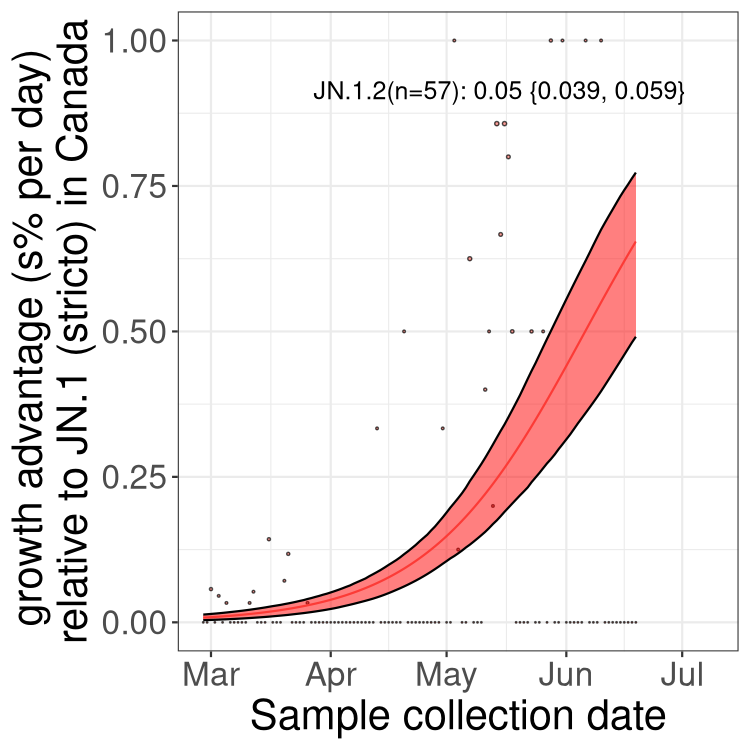 growth advantage (s% per day)
relative to JN.1 (stricto) in Canada
1.00
0.75
0.50
0.25
0.00
JN.1.2(n=57): 0.05 {0.039, 0.059}
Mar Apr May Jun Jul
Sample collection date